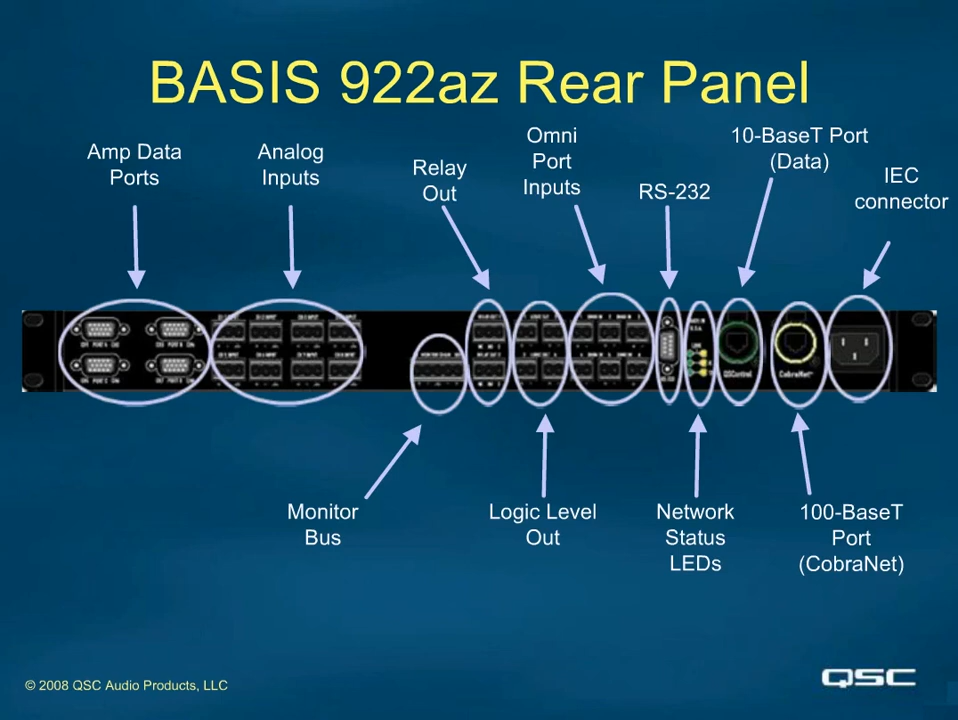 BASIS 922az Rear Panel
Amp Data
Ports
Analog
Inputs
Relay
Out
Omni
Port
Inputs
RS-232
10-BaseT Port
(Data)
IEC
connector
QSControl
CobraNet
Monitor
Bus
Logic Level
Out
Network
Status
LEDs
100-BaseT
Port
(CobraNet)
© 2008 QSC Audio Products, LLC
QSC